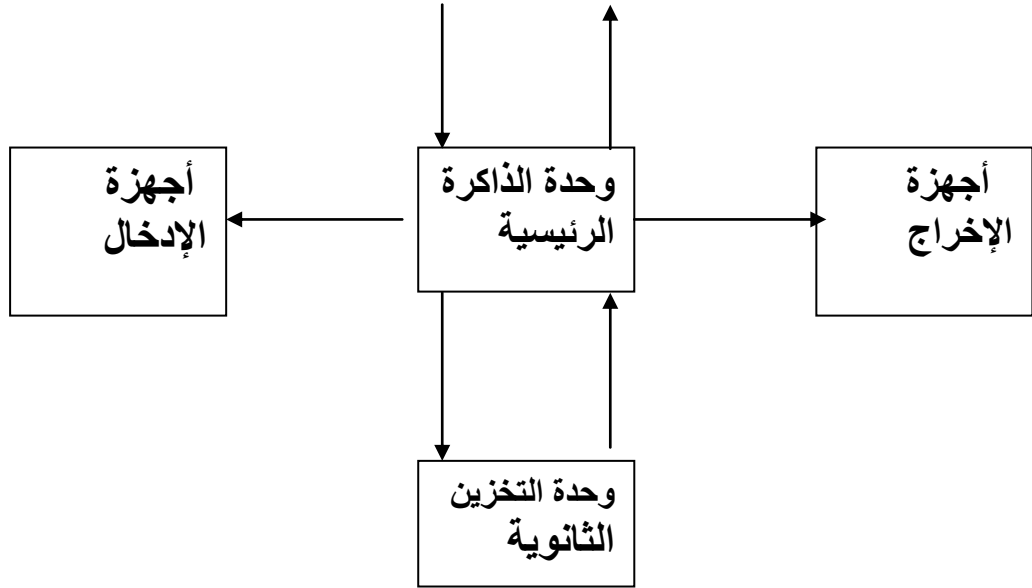 أجهزة
الإخراج
وحدة الذاكرة
الرئيسية
أجهزة
الإدخال
وحدة التخزين
الثانوية